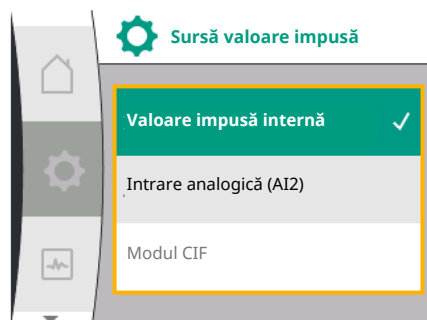 Sursă valoare impusă
Valoare impusă internă
Intrare analogică (AI2)
Modul CIF